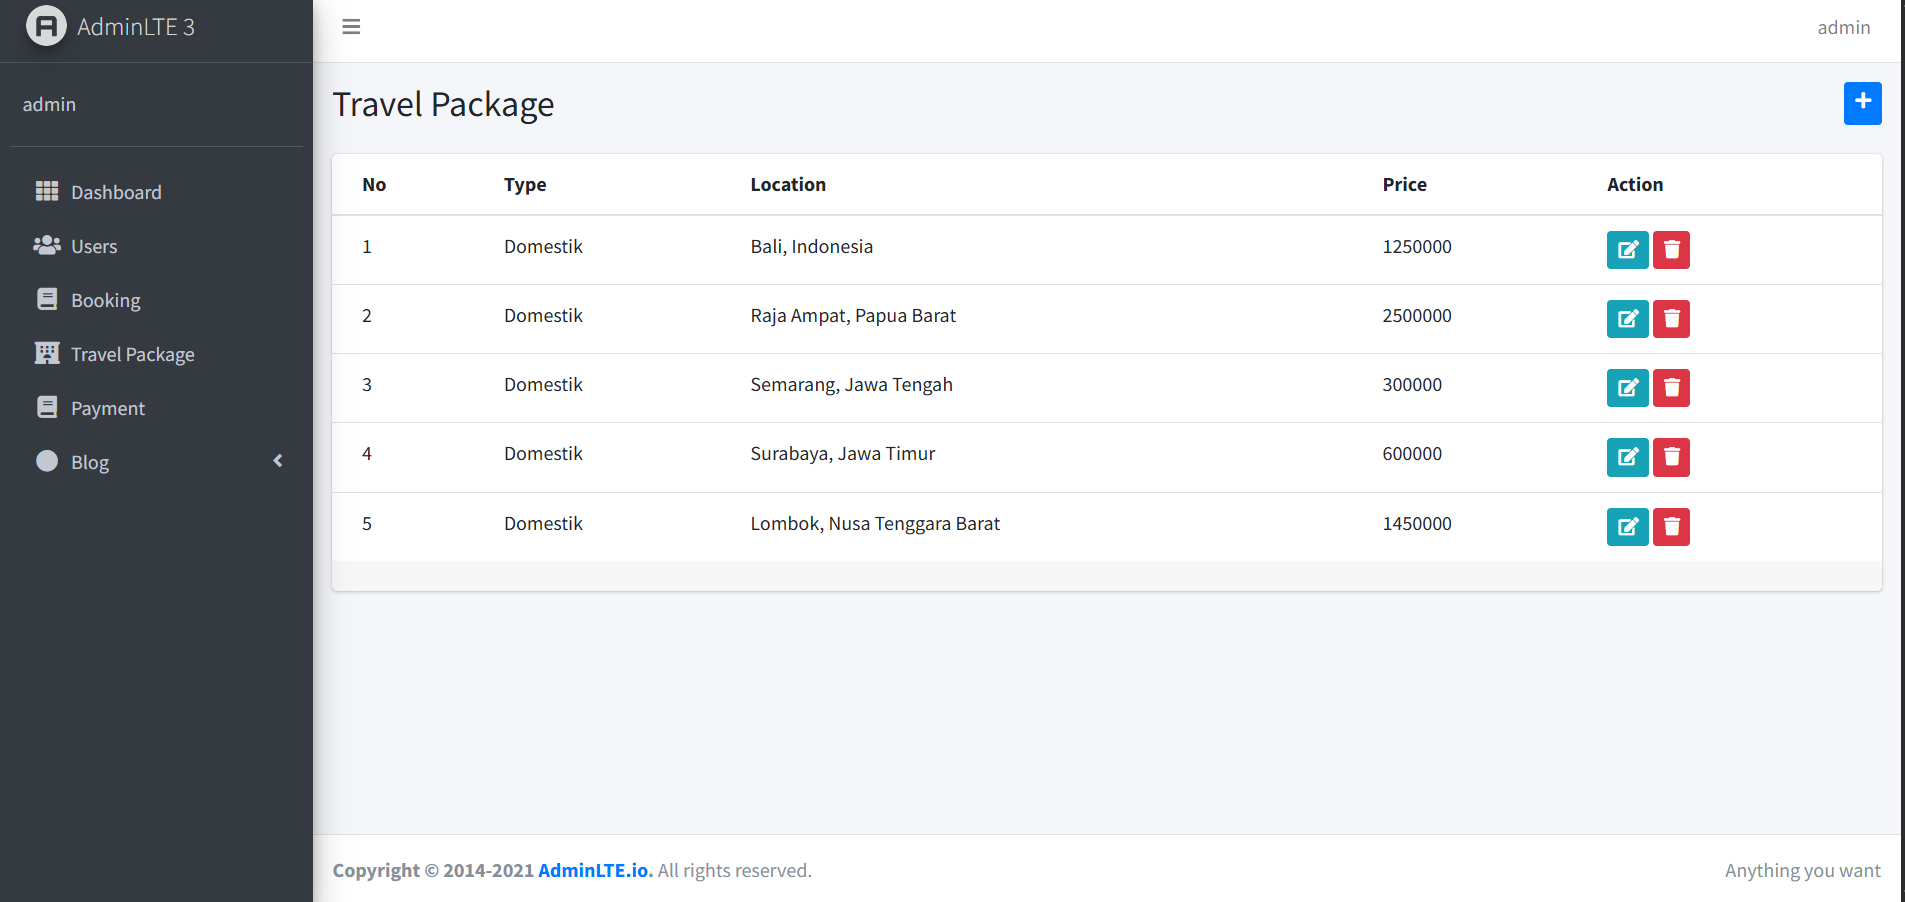 AdminLTE 3
admin
admin
Dashboard
Users
Booking
Travel Package
Payment
Blog
Travel Package
No Type Location Price Action
1 Domestik Bali, Indonesia 1250000
2 Domestik Raja Ampat, Papua Barat 2500000
3 Domestik Semarang, Jawa Tengah 300000
4 Domestik Surabaya, Jawa Timur 600000
5 Domestik Lombok, Nusa Tenggara Barat 1450000
Copyright © 2014-2021 AdminLTE.io. All rights reserved.
Anything you want